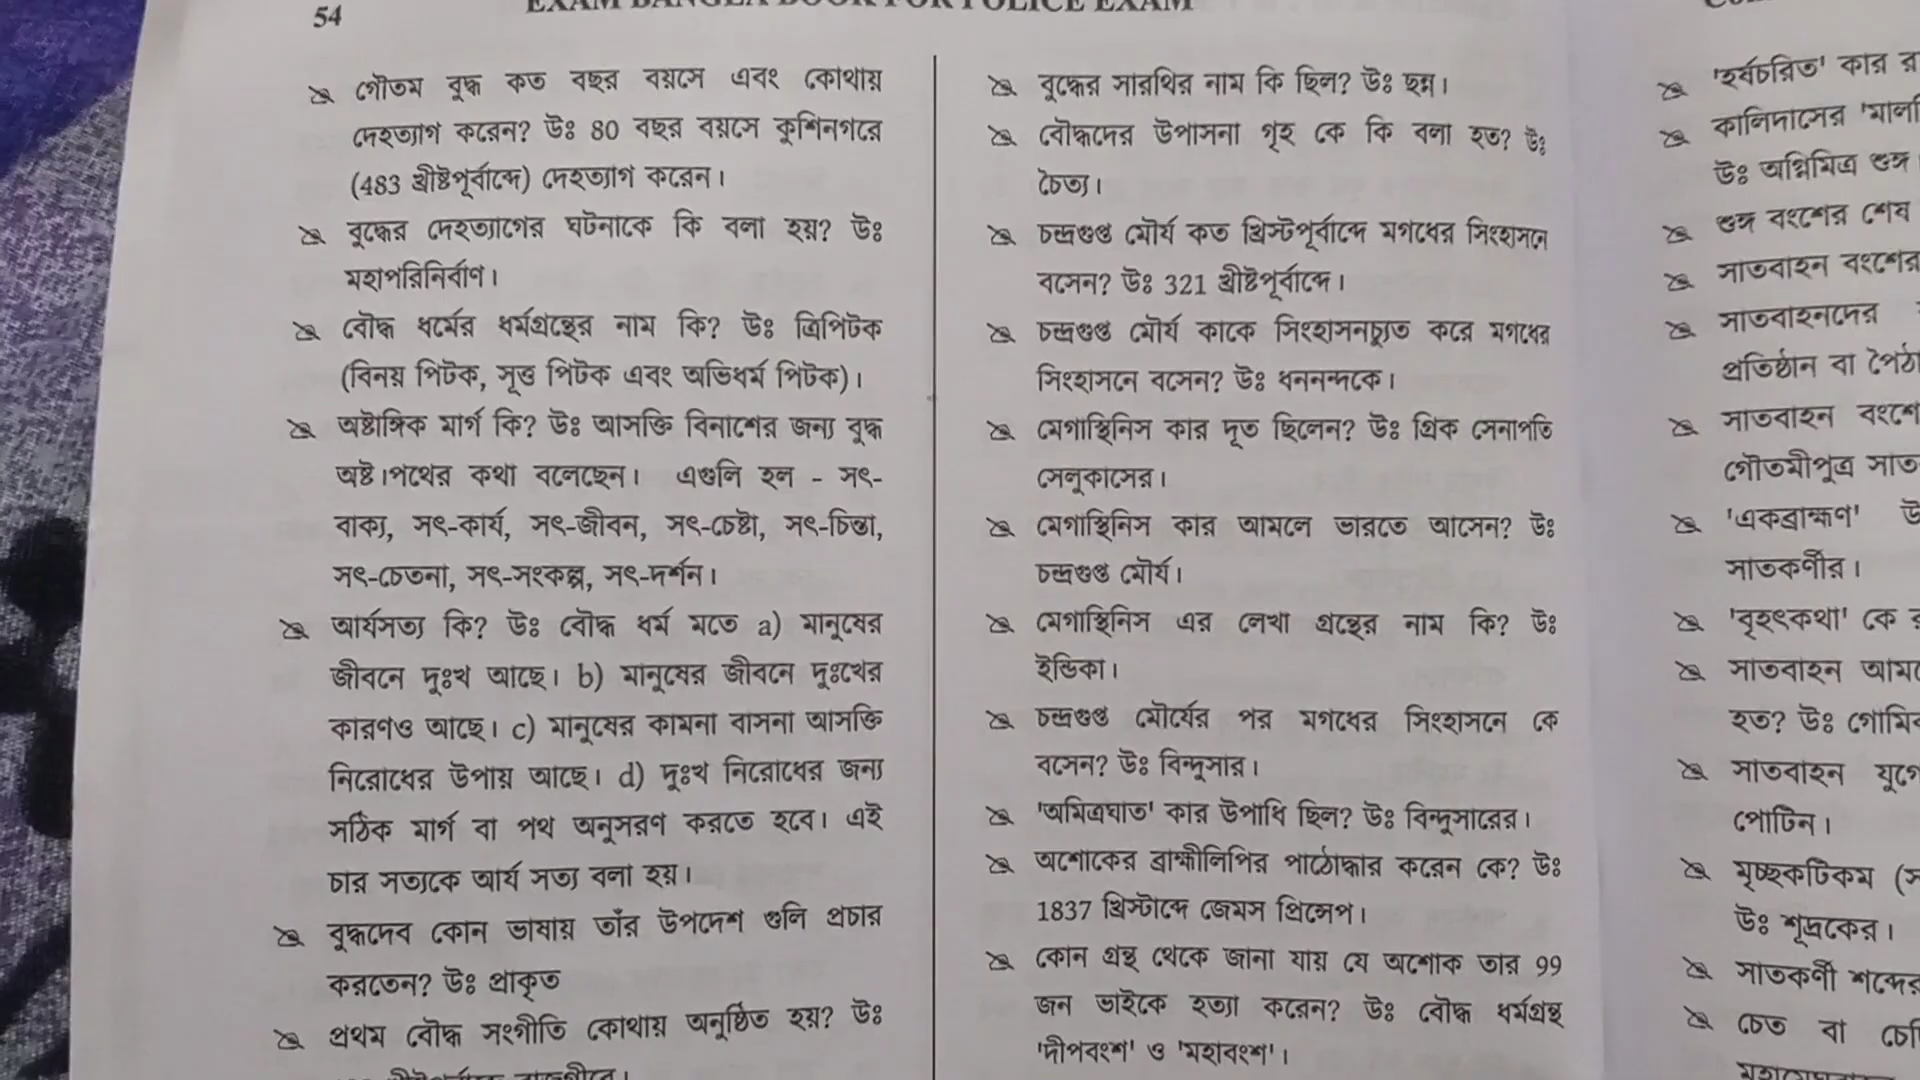 54
EXAM BANGLA BOOK FOR POLICE EXAM
গৌতম বুদ্ধ কত বছর বয়সে এবং কোথায়
দেহত্যাগ করেন? উঃ 80 বছর বয়সে কুশিনগরে
(483 খ্রীষ্টপূর্বাব্দে) দেহত্যাগ করেন।
বুদ্ধের দেহত্যাগের ঘটনাকে কি বলা হয়? উঃ
মহাপরিনির্বাণ।
বৌদ্ধ ধর্মের ধর্মগ্রন্থের নাম কি? উঃ ত্রিপিটক
(বিনয় পিটক, সূত্ত পিটক এবং অভিধর্ম পিটক)।
অষ্টাঙ্গিক মার্গ কি? উঃ আসক্তি বিনাশের জন্য বুদ্ধ
অষ্ট।পথের কথা বলেছেন। এগুলি হল - সৎ-
বাক্য, সৎ-কার্য, সৎ-জীবন, সৎ-চেষ্টা, সৎ-চিন্তা,
সৎ-চেতনা, সৎ-সংকল্প, সৎ-দর্শন।
আর্যসত্য কি? উঃ বৌদ্ধ ধর্ম মতে a) মানুষের
জীবনে দুঃখ আছে। b) মানুষের জীবনে দুঃখের
কারণও আছে। c) মানুষের কামনা বাসনা আসক্তি
নিরোধের উপায় আছে। d) দুঃখ নিরোধের জন্য
সঠিক মার্গ বা পথ অনুসরণ করতে হবে। এই
চার সত্যকে আর্য সত্য বলা হয়।
বুদ্ধদেব কোন ভাষায় তাঁর উপদেশ গুলি প্রচার
করতেন? উঃ প্রাকৃত
প্রথম বৌদ্ধ সংগীতি কোথায় অনুষ্ঠিত হয়? উঃ
বুদ্ধের সারথির নাম কি ছিল? উঃ ছন্ন।
বৌদ্ধদের উপাসনা গৃহ কে কি বলা হত? উঃ
চৈত্য।
চন্দ্রগুপ্ত মৌর্য কত খ্রিস্টপূর্বাব্দে মগধের সিংহাসনে
বসেন? উঃ 321 খ্রীষ্টপূর্বাব্দে।
চন্দ্রগুপ্ত মৌর্য কাকে সিংহাসনচ্যুত করে মগধের
সিংহাসনে বসেন? উঃ ধননন্দকে।
মেগাস্থিনিস কার দূত ছিলেন? উঃ গ্রিক সেনাপতি
সেলুকাসের।
মেগাস্থিনিস কার আমলে ভারতে আসেন? উঃ
চন্দ্রগুপ্ত মৌর্য।
মেগাস্থিনিস এর লেখা গ্রন্থের নাম কি? উঃ
ইন্ডিকা।
চন্দ্রগুপ্ত মৌর্যের পর মগধের সিংহাসনে কে
বসেন? উঃ বিন্দুসার।
'অমিত্রঘাত' কার উপাধি ছিল? উঃ বিন্দুসারের।
অশোকের ব্রাহ্মীলিপির পাঠোদ্ধার করেন কে? উঃ
1837 খ্রিস্টাব্দে জেমস প্রিন্সেপ।
কোন গ্রন্থ থেকে জানা যায় যে অশোক তার 99
জন ভাইকে হত্যা করেন? উঃ বৌদ্ধ ধর্মগ্রন্থ
'দীপবংশ' ও 'মহাবংশ'।
'হর্ষচরিত' কার
কালিদাসের
উঃ অগ্নিমিত্র শুঙ্গ
শুঙ্গ বংশের শেষ
সাতবাহন বংশের
সাতবাহনদের
প্রতিষ্ঠান বা
সাতবাহন
গৌতমীপুত্র
'একব্রাহ্মণ'
সাতকর্ণীর।
'বৃহৎকথা' কে
সাতবাহন
হত? উঃ
সাতবাহন
পোটিন।
মৃচ্ছকটিকম
উঃ শূদ্রকের।
সাতকর্ণী শব্দের
চেত বা